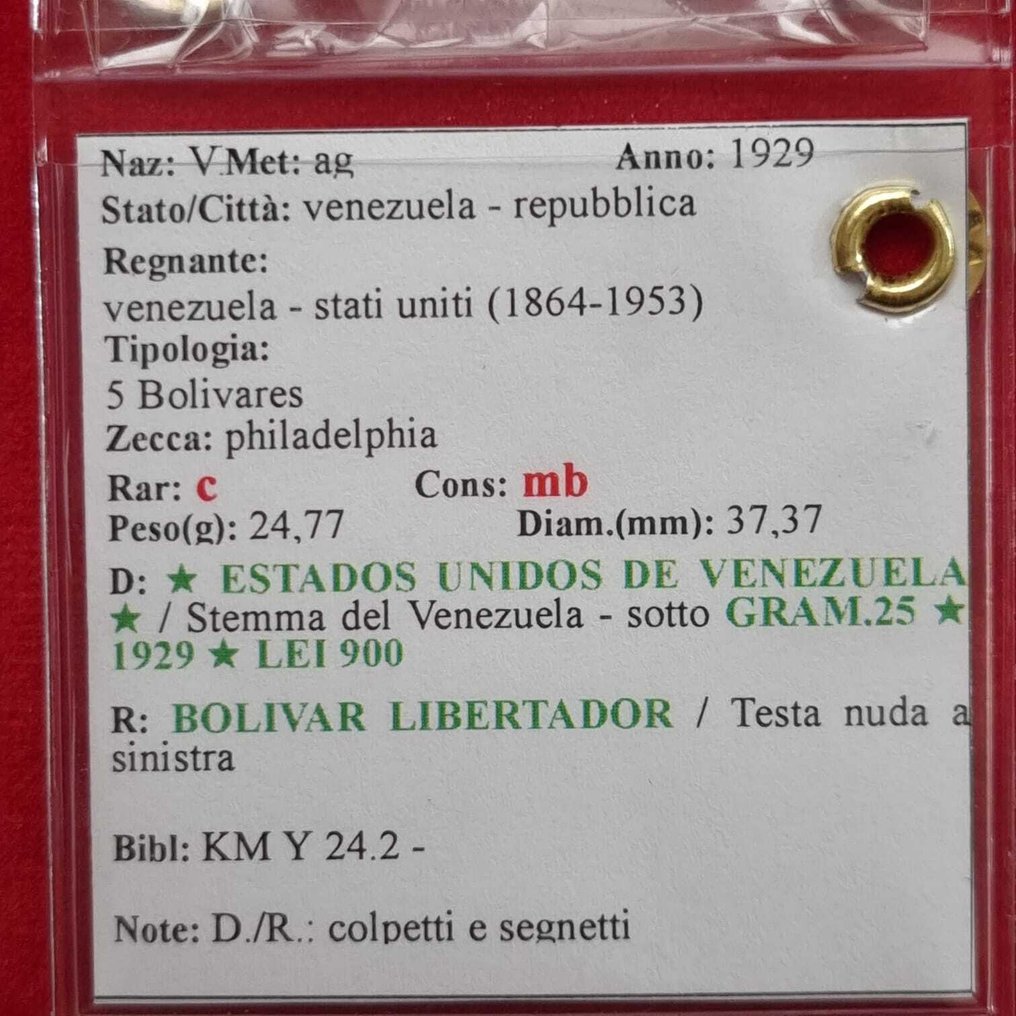 Naz: V Met: ag Anno: 1929
Stato/Città: venezuela - repubblica
Regnante:
venezuela - stati uniti (1864-1953)
Tipologia:
5 Bolivares
Zecca: philadelphia
Rar: c Cons: mb
Peso(g): 24,77 Diam.(mm): 37,37
D: ★ ESTADOS UNIDOS DE VENEZUELA
★ / Stemma del Venezuela - sotto GRAM.25 ★
1929 ★ LEI 900
R: BOLIVAR LIBERTADOR / Testa nuda a
sinistra
Bibl: KM Y 24.2 -
Note: D./R.: colpetti e segnetti